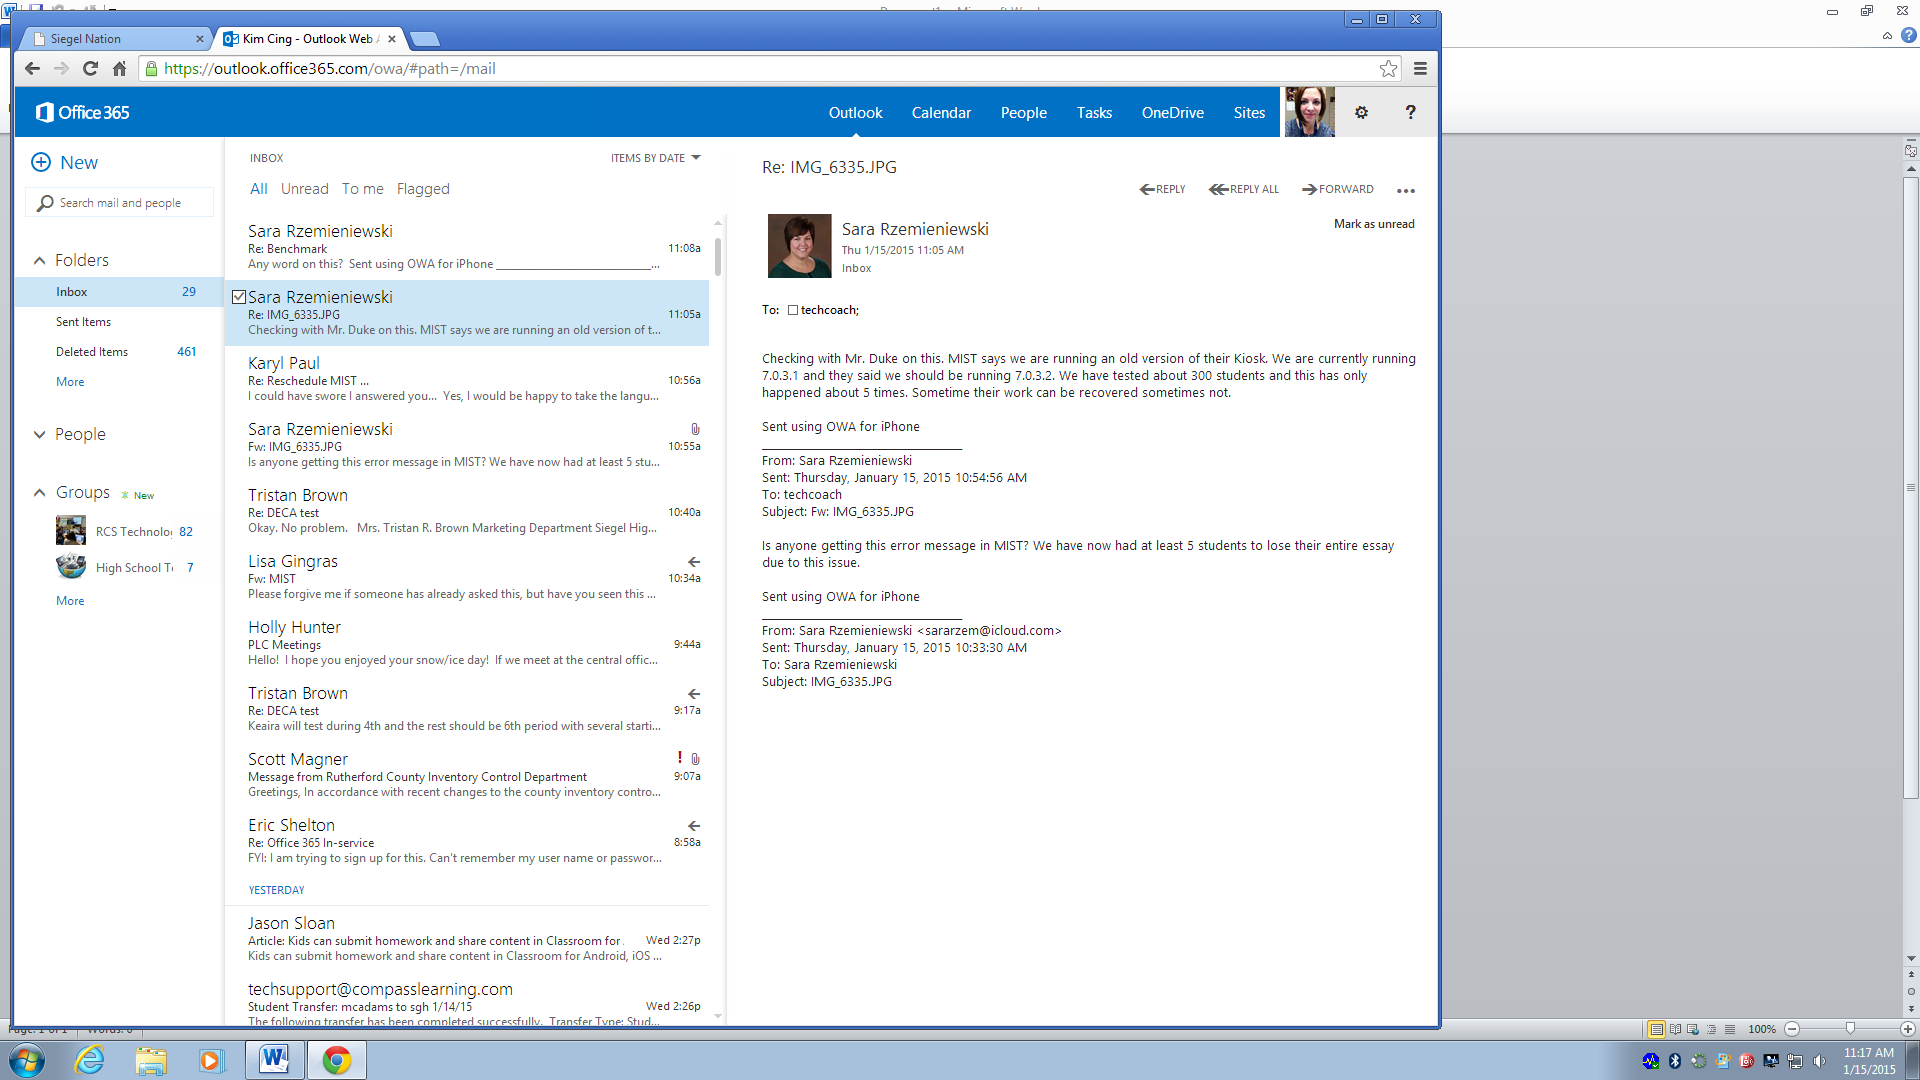 Siegel Nation
Kim Cing - Outlook Web
https://outlook.office365.com/owa/#path=/mail
Office 365
Outlook Calendar People Tasks OneDrive Sites ?
New
Search mail and people
Folders
Inbox 29
Sent Items
Deleted Items 461
More
People
Groups New
RCS Technolo 82
High School T 7
More
INBOX ITEMS BY DATE
All Unread To me Flagged
Sara Rzemieniewski
Re: Benchmark 11:08a
Any word on this? Sent using OWA for iPhone ...
Sara Rzemieniewski
Re: IMG_6335.JPG 11:05a
Checking with Mr. Duke on this. MIST says we are running an old version of t...
Karyl Paul
Re: Reschedule MIST ... 10:56a
I could have swore I answered you... Yes, I would be happy to take the langu...
Sara Rzemieniewski
Fw: IMG_6335.JPG 10:55a
Is anyone getting this error message in MIST? We have now had at least 5 stu...
Tristan Brown
Re: DECA test 10:40a
Okay. No problem. Mrs. Tristan R. Brown Marketing Department Siegel Hig...
Lisa Gingras
Fw: MIST 10:34a
Please forgive me if someone has already asked this, but have you seen this ...
Holly Hunter
PLC Meetings 9:44a
Hello! I hope you enjoyed your snow/ice day! If we meet at the central offic...
Tristan Brown
Re: DECA test 9:17a
Keaira will test during 4th and the rest should be 6th period with several starti...
Scott Magner !
Message from Rutherford County Inventory Control Department 9:07a
Greetings, In accordance with recent changes to the county inventory contro...
Eric Shelton
Re: Office 365 In-service 8:58a
FYI: I am trying to sign up for this. Can't remember my user name or passwor...
YESTERDAY
Jason Sloan
Article: Kids can submit homework and share content in Classroom for Wed 2:27p
Kids can submit homework and share content in Classroom for Android, iOS ...
techsupport@compasslearning.com
Student Transfer: mcadams to sgh 1/14/15 Wed 2:26p
The following transfer has been completed successfully. Transfer Type: Stud...
Re: IMG_6335.JPG
REPLY REPLY ALL FORWARD ...
Sara Rzemieniewski Mark as unread
Thu 1/15/2015 11:05 AM
Inbox
To: techcoach;
Checking with Mr. Duke on this. MIST says we are running an old version of their Kiosk. We are currently running
7.0.3.1 and they said we should be running 7.0.3.2. We have tested about 300 students and this has only
happened about 5 times. Sometime their work can be recovered sometimes not.
Sent using OWA for iPhone
From: Sara Rzemieniewski
Sent: Thursday, January 15, 2015 10:54:56 AM
To: techcoach
Subject: Fw: IMG_6335.JPG
Is anyone getting this error message in MIST? We have now had at least 5 students to lose their entire essay
due to this issue.
Sent using OWA for iPhone
From: Sara Rzemieniewski <sararzem@icloud.com>
Sent: Thursday, January 15, 2015 10:33:30 AM
To: Sara Rzemieniewski
Subject: IMG_6335.JPG
100%
11:17 AM
1/15/2015